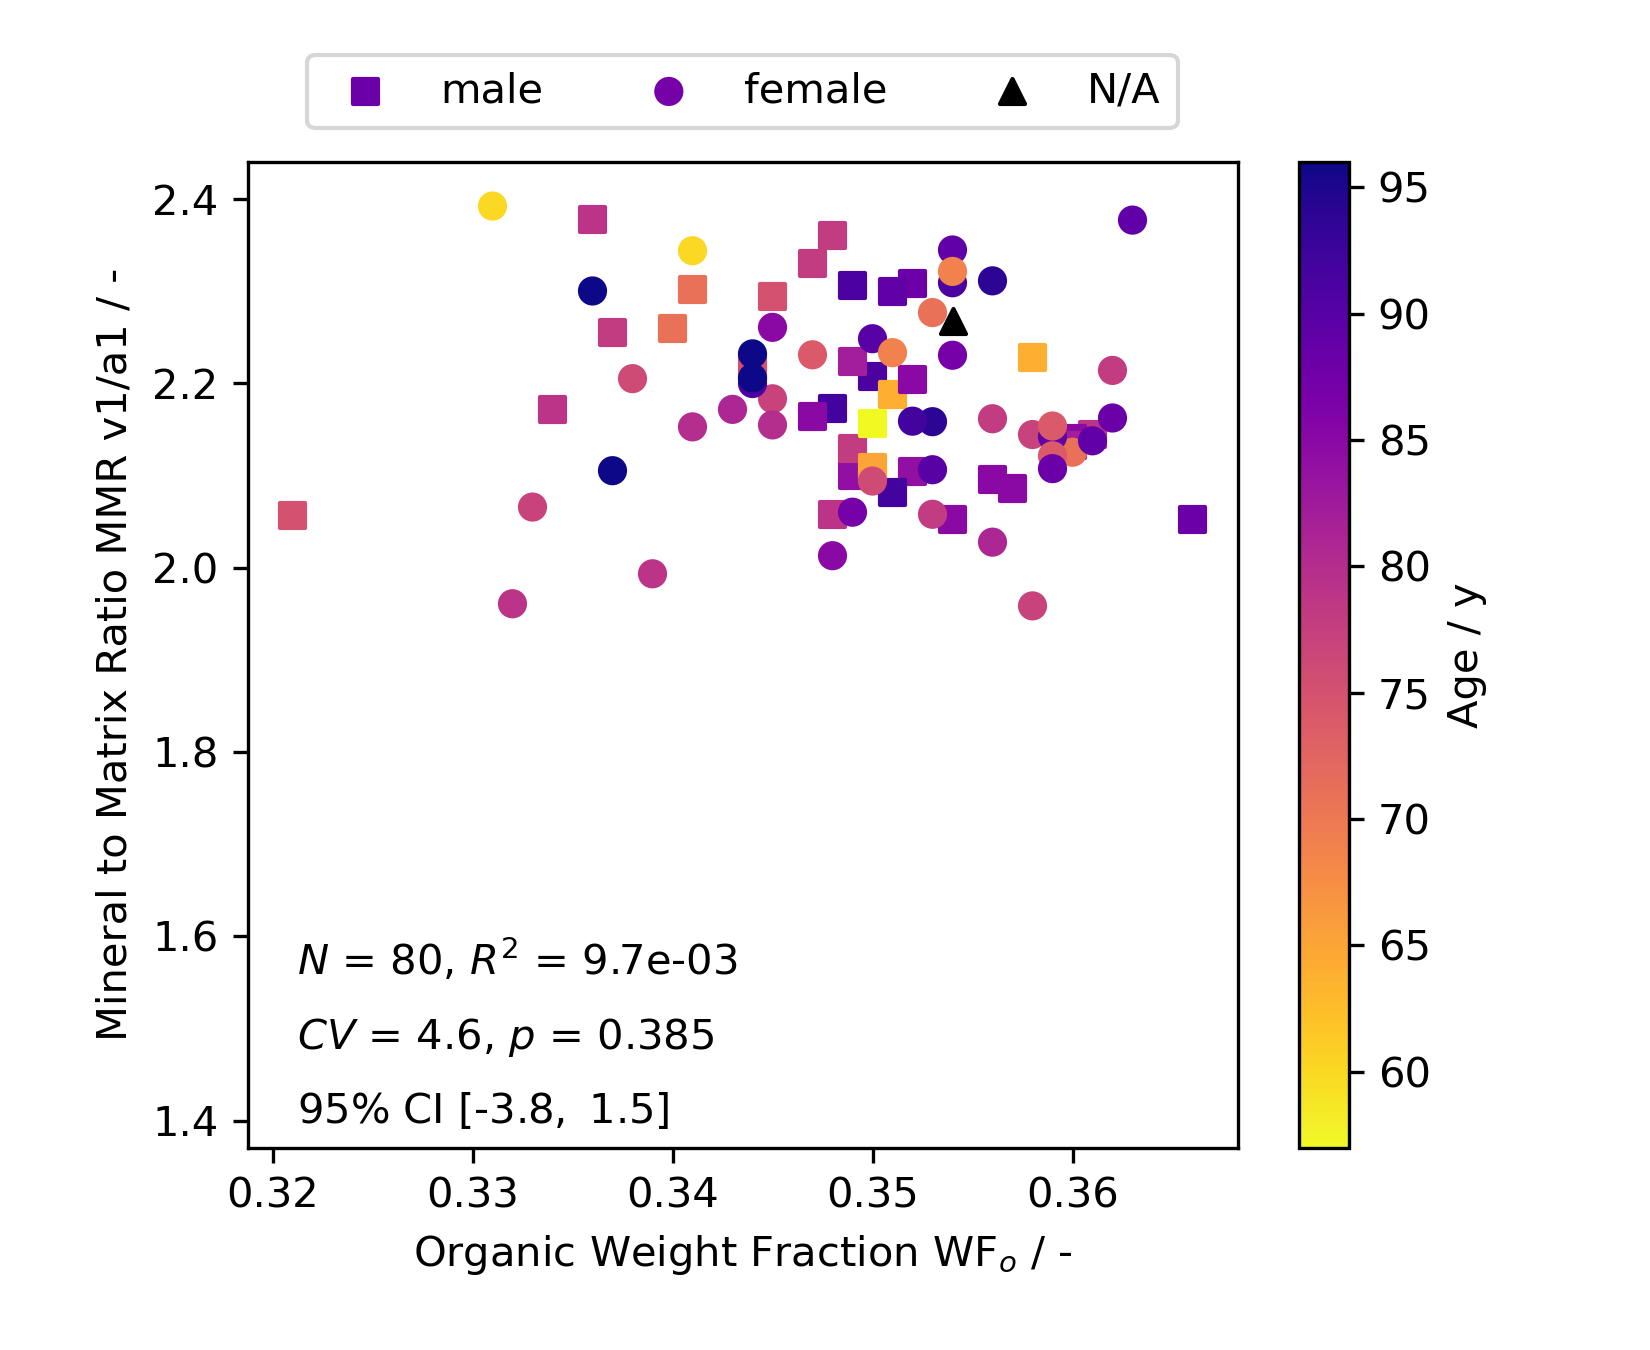 male female N/A
2.4
2.2
2.0
1.8
1.6
1.4
Mineral to Matrix Ratio MMR v1/a1 / -
N = 80, R² = 9.7e-03
CV = 4.6, p = 0.385
95% CI [-3.8, 1.5]
0.32 0.33 0.34 0.35 0.36
Organic Weight Fraction WFₒ / -
95
90
85
80
75
70
65
60
Age / y